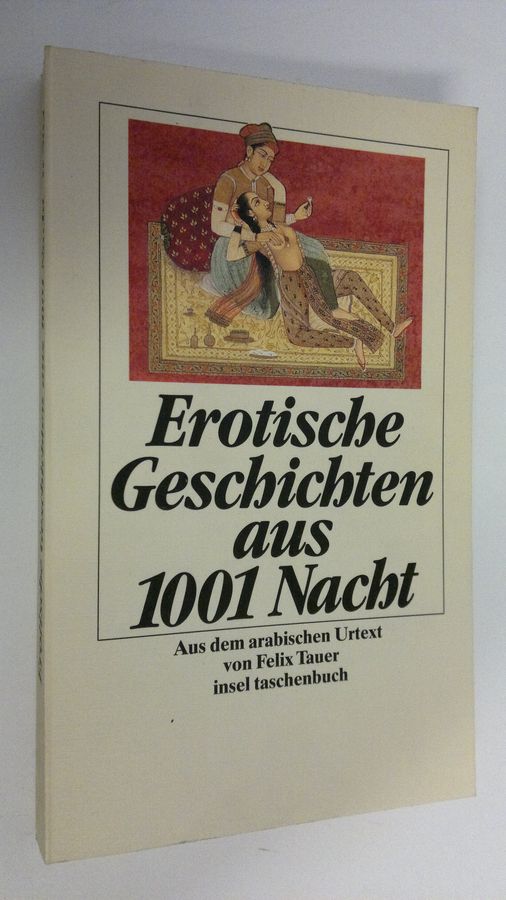 Erotische
Geschichten
aus
1001 Nacht
Aus dem arabischen Urtext
von Felix Tauer
insel taschenbuch